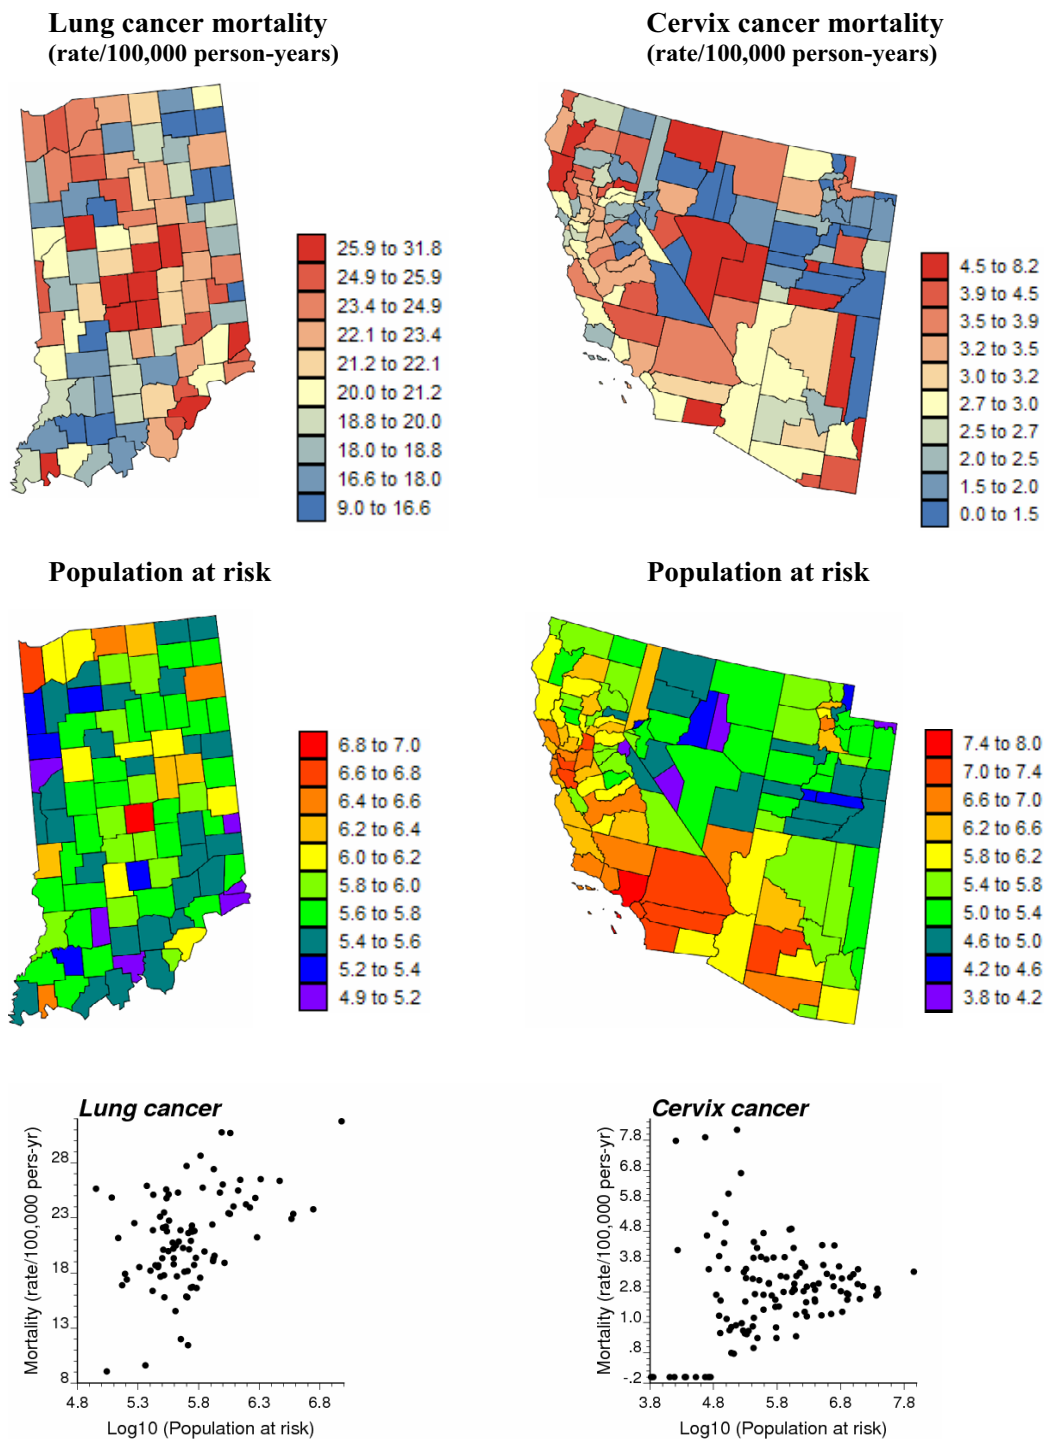 Lung cancer mortality
(rate/100,000 person-years)
Cervix cancer mortality
(rate/100,000 person-years)
25.9 to 31.8
24.9 to 25.9
23.4 to 24.9
22.1 to 23.4
21.2 to 22.1
20.0 to 21.2
18.8 to 20.0
18.0 to 18.8
16.6 to 18.0
9.0 to 16.6
4.5 to 8.2
3.9 to 4.5
3.5 to 3.9
3.2 to 3.5
3.0 to 3.2
2.7 to 3.0
2.5 to 2.7
2.0 to 2.5
1.5 to 2.0
0.0 to 1.5
Population at risk
Population at risk
6.8 to 7.0
6.6 to 6.8
6.4 to 6.6
6.2 to 6.4
6.0 to 6.2
5.8 to 6.0
5.6 to 5.8
5.4 to 5.6
5.2 to 5.4
4.9 to 5.2
7.4 to 8.0
7.0 to 7.4
6.6 to 7.0
6.2 to 6.6
5.8 to 6.2
5.4 to 5.8
5.0 to 5.4
4.6 to 5.0
4.2 to 4.6
3.8 to 4.2
Lung cancer
Mortality (rate/100,000 pers-yr)
28
23
18
13
8
4.8 5.3 5.8 6.3 6.8
Log10 (Population at risk)
Cervix cancer
Mortality (rate/100,000 pers-yr)
7.8
6.8
5.8
4.8
3.8
2.8
1.0
.8
-.2
3.8 4.8 5.8 6.8 7.8
Log10 (Population at risk)